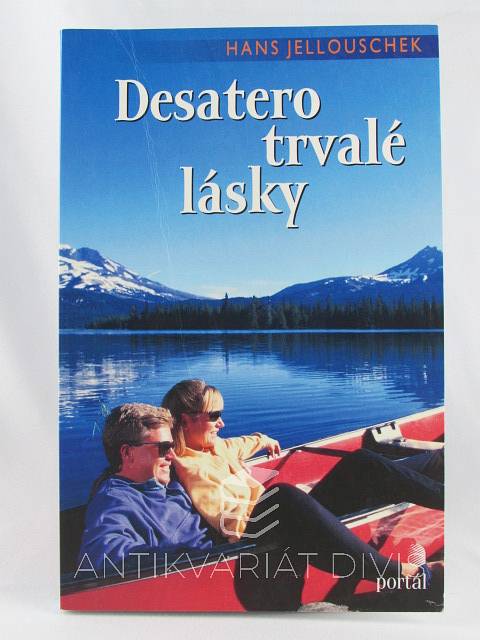 HANS JELLOUSCHEK
Desatero
trvalé
lásky
ANTIKVARIÁT DIVIŠ
portál